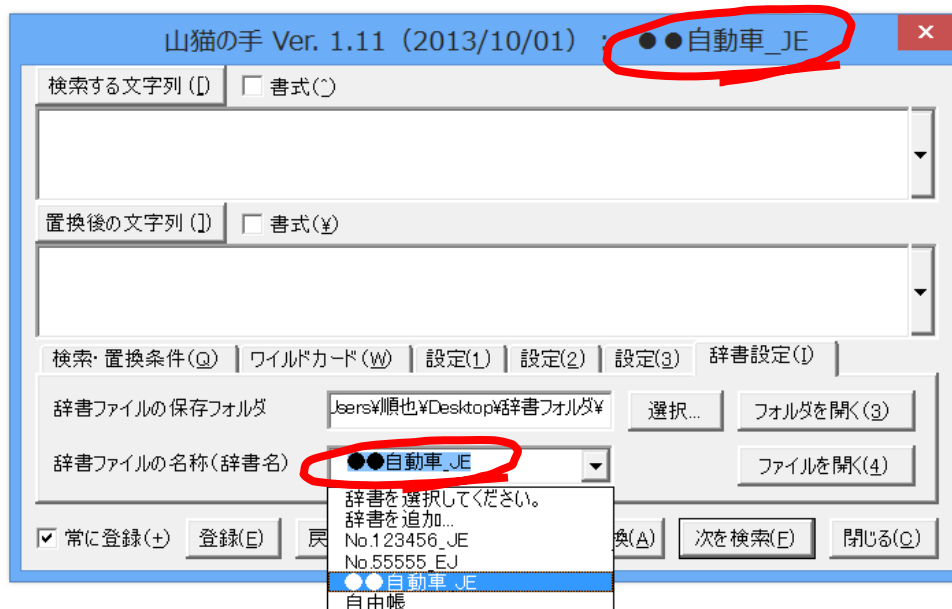 山猫の手 Ver. 1.11（2013/10/01） : ●●自動車_JE
検索する文字列([) 書式(^)
置換後の文字列(]) 書式(¥)
検索・置換条件(Q) ワイルドカード(W) 設定(1) 設定(2) 設定(3) 辞書設定(I)
辞書ファイルの保存フォルダ Users¥順也¥Desktop¥辞書フォルダ¥ 選択... フォルダを開く(3)
辞書ファイルの名称(辞書名) ●●自動車_JE ファイルを開く(4)
辞書を選択してください。
辞書を追加...
常に登録(+) 登録(E) 戻 換(A) 次を検索(F) 閉じる(C)
No.123456_JE
No.55555_EJ
●●自動車_JE
自由帳